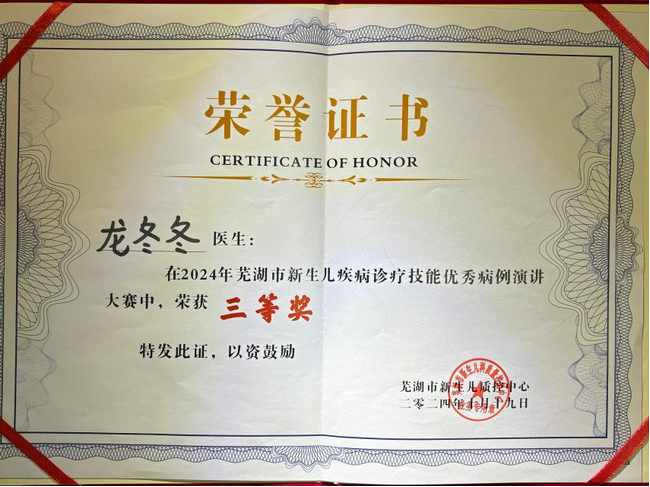 荣誉证书
CERTIFICATE OF HONOR
龙冬冬 医生：
在2024年芜湖市新生儿疾病诊疗技能优秀病例演讲
大赛中，荣获 三等奖
特发此证，以资鼓励
芜湖市新生儿质控中心
二零二四年十月十九日